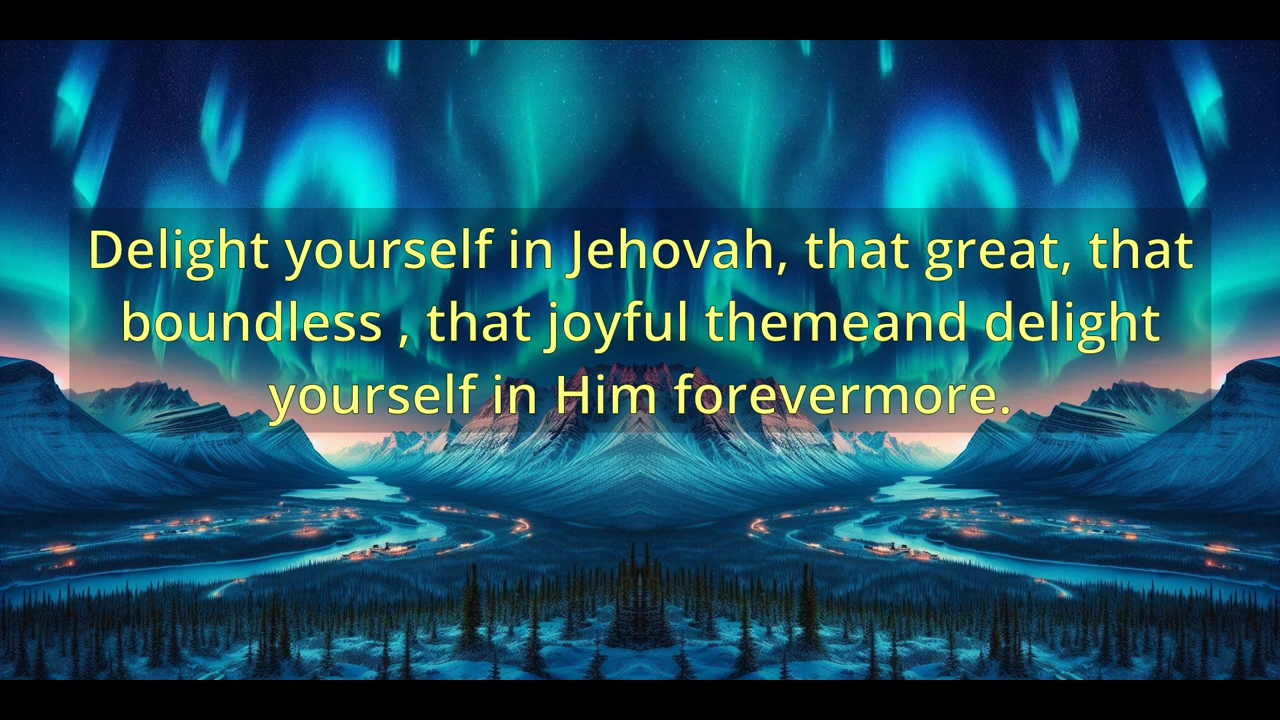 Delight yourself in Jehovah, that great, that
boundless , that joyful themeand delight
yourself in Him forevermore.